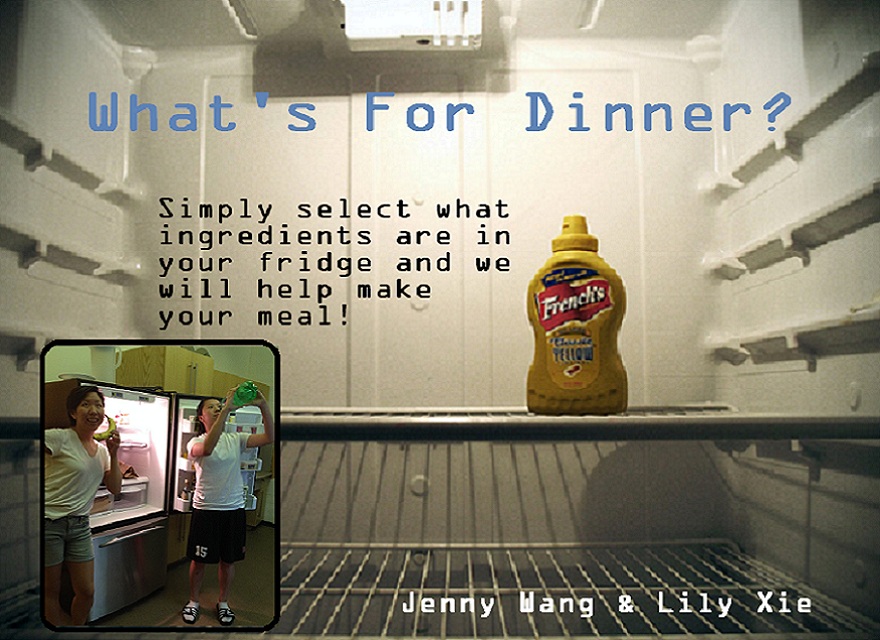 What's For Dinner?
Simply select what
ingredients are in
your fridge and we
will help make
your meal!
French's
YELLOW
15
Jenny Wang & Lily Xie